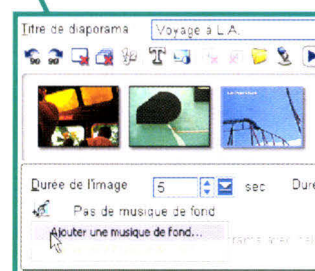 Titre de diaporama Voyage à L.A.
Durée de l'image 5 sec Duré
Pas de musique de fond
Ajouter une musique de fond...